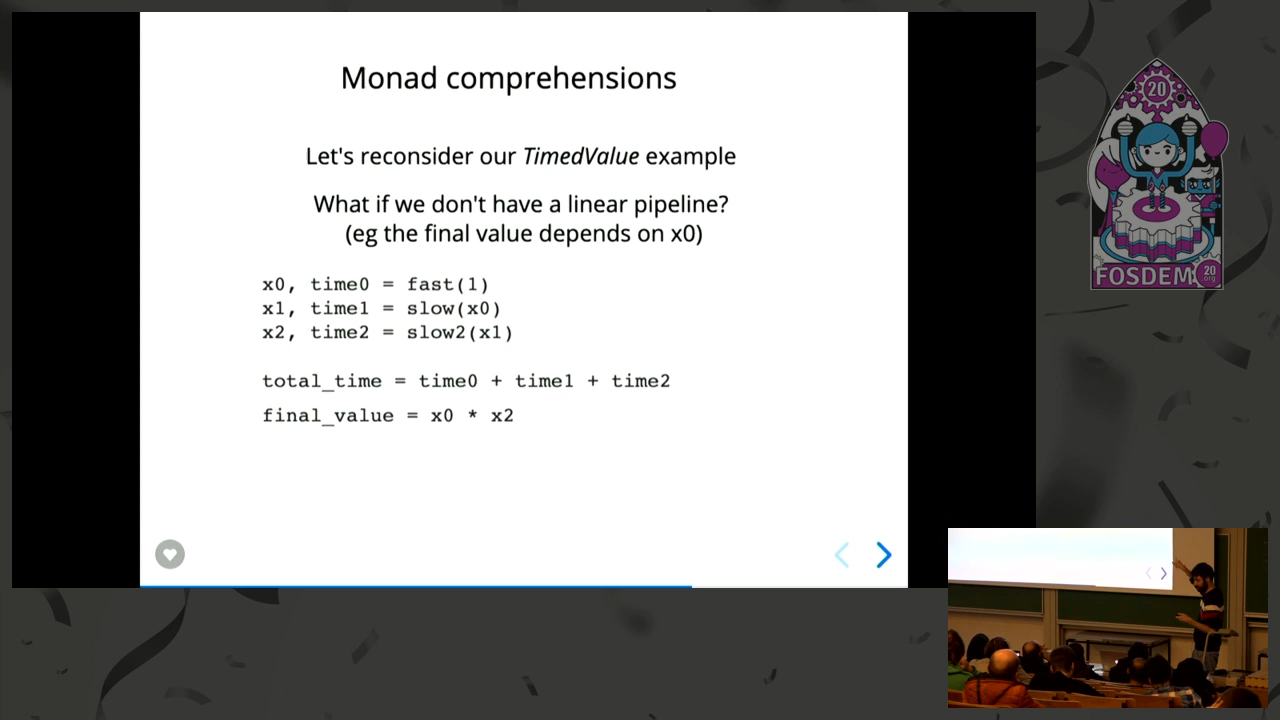 Monad comprehensions
Let's reconsider our TimedValue example
What if we don't have a linear pipeline?
(eg the final value depends on x0)
x0, time0 = fast(1)
x1, time1 = slow(x0)
x2, time2 = slow2(x1)
total_time = time0 + time1 + time2
final_value = x0 * x2
20
FOSDEM
20
.org